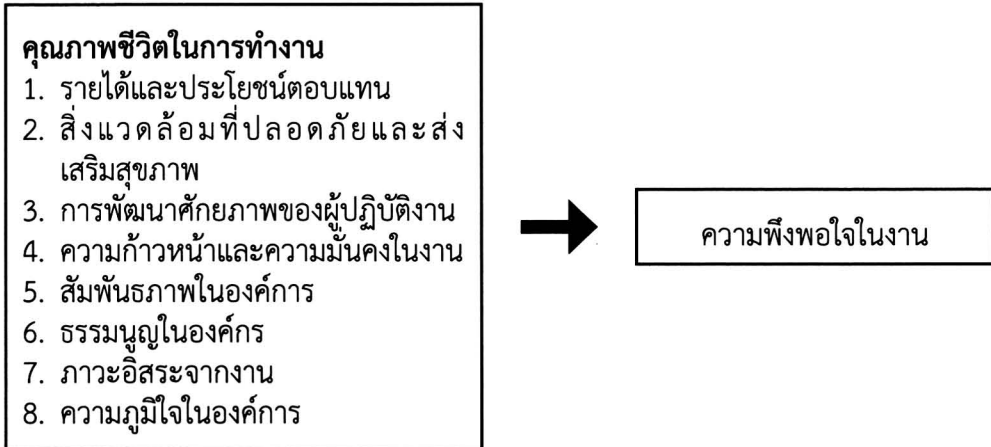 คุณภาพชีวิตในการทำงาน
1. รายได้และประโยชน์ตอบแทน
2. สิ่งแวดล้อมที่ปลอดภัยและส่ง
เสริมสุขภาพ
3. การพัฒนาศักยภาพของผู้ปฏิบัติงาน
4. ความก้าวหน้าและความมั่นคงในงาน
5. สัมพันธภาพในองค์การ
6. ธรรมนูญในองค์กร
7. ภาวะอิสระจากงาน
8. ความภูมิใจในองค์การ
ความพึงพอใจในงาน